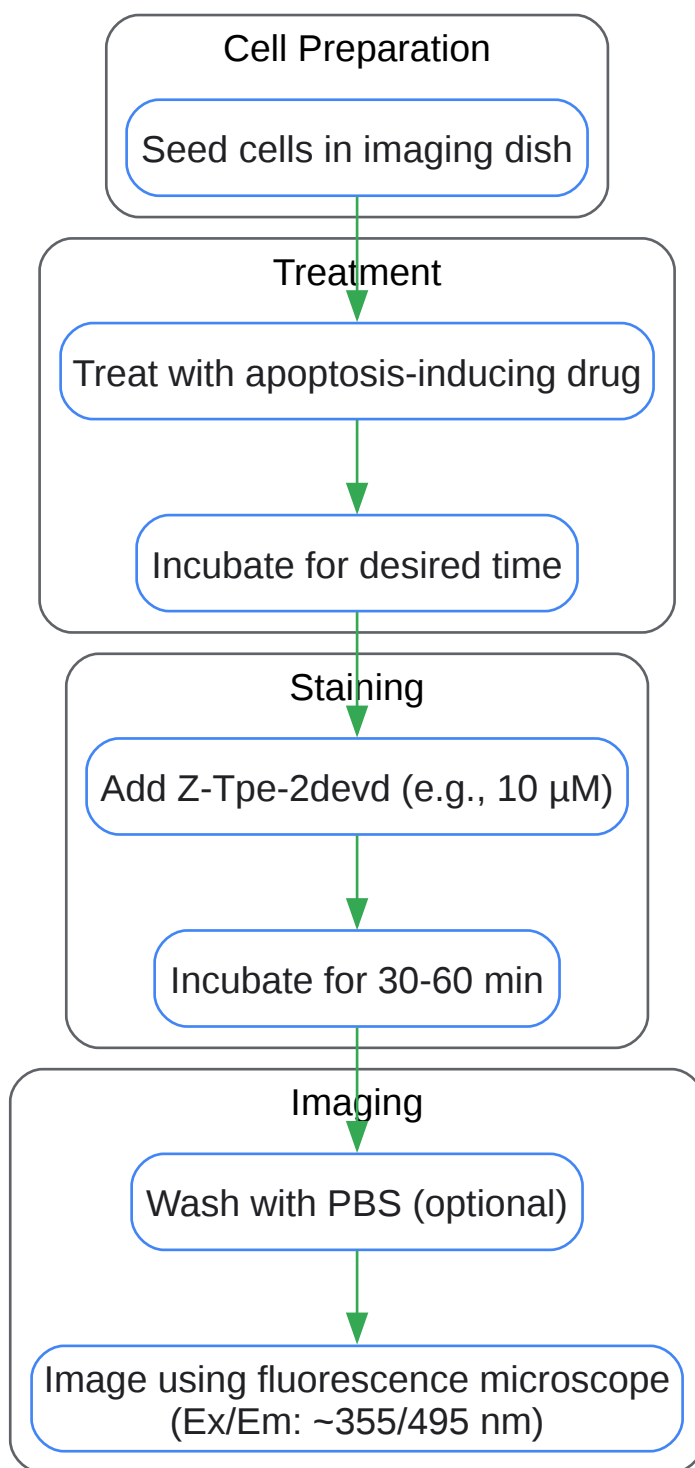 Cell Preparation
Seed cells in imaging dish
Treatment
Treat with apoptosis-inducing drug
Incubate for desired time
Staining
Add Z-Tpe-2devd (e.g., 10 µM)
Incubate for 30-60 min
Imaging
Wash with PBS (optional)
Image using fluorescence microscope
(Ex/Em: ~355/495 nm)